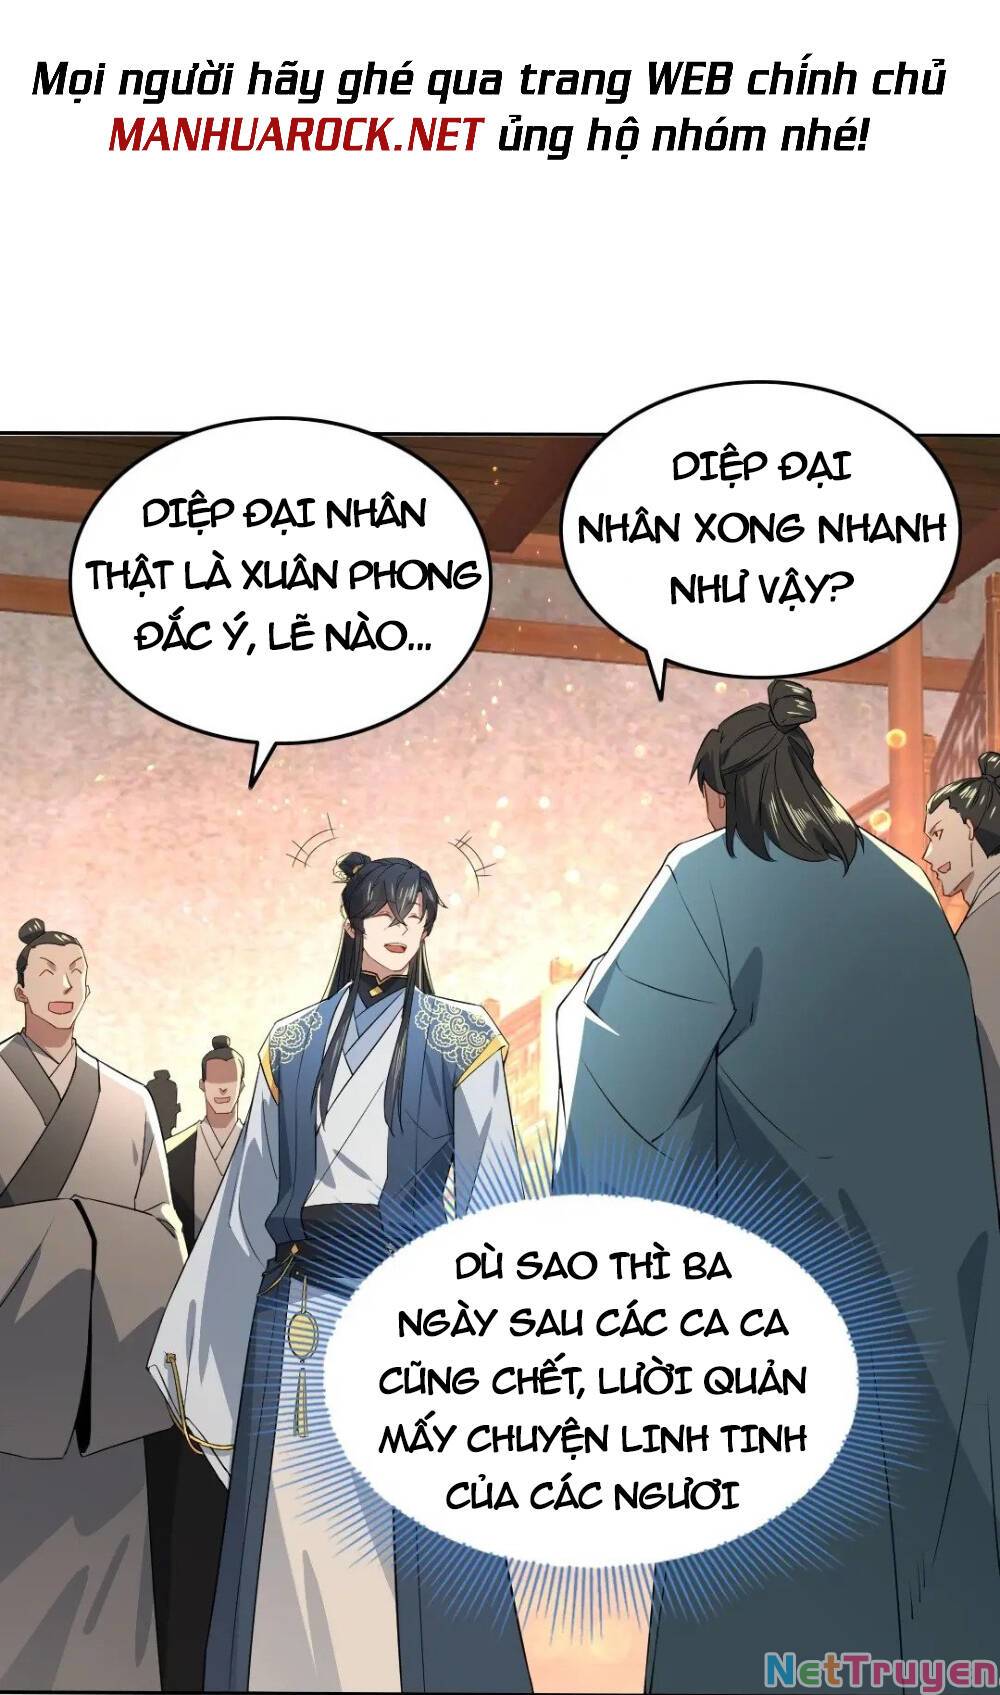 Mọi người hãy ghé qua trang WEB chính chủ
MANHUAROCK.NET ủng hộ nhóm nhé!
DIỆP ĐẠI NHÂN
THẬT LÀ XUÂN PHONG
ĐẮC Ý, LẼ NÀO...
DIỆP ĐẠI
NHÂN XONG NHANH
NHƯ VẬY?
DÙ SAO THÌ BA
NGÀY SAU CÁC CA CA
CŨNG CHẾT, LƯỜI QUẢN
MẤY CHUYỆN LINH TINH
CỦA CÁC NGƯƠI
NetTruyen